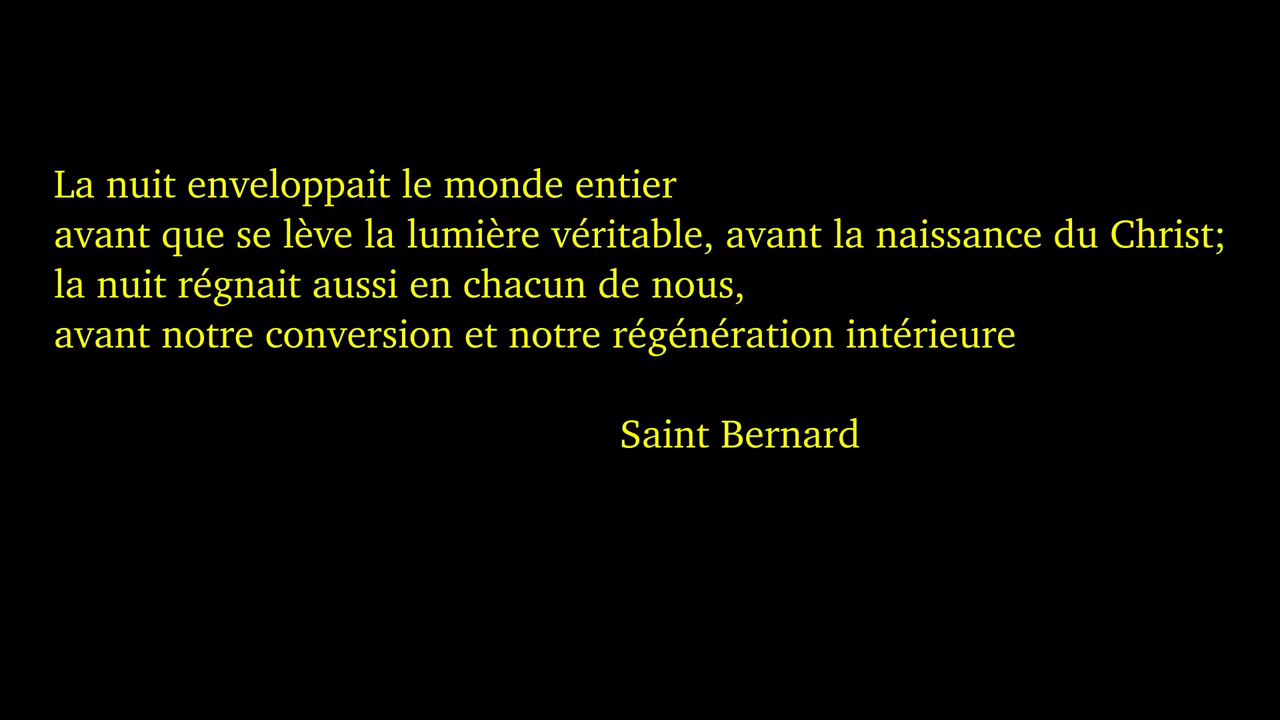 La nuit enveloppait le monde entier
avant que se lève la lumière véritable, avant la naissance du Christ;
la nuit régnait aussi en chacun de nous,
avant notre conversion et notre régénération intérieure
Saint Bernard